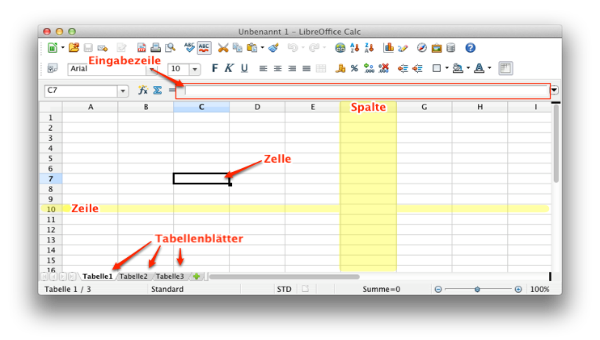 Unbenannt 1 – LibreOffice Calc
Eingabezeile
Arial 10 F K U
C7
A B C D E Spalte G H I
1
2
3
4
5
6
Zelle
7
8
9
10 Zeile
11
12
13 Tabellenblätter
14
15
16
Tabelle1 Tabelle2 Tabelle3
Tabelle 1 / 3 Standard STD Summe=0 100%